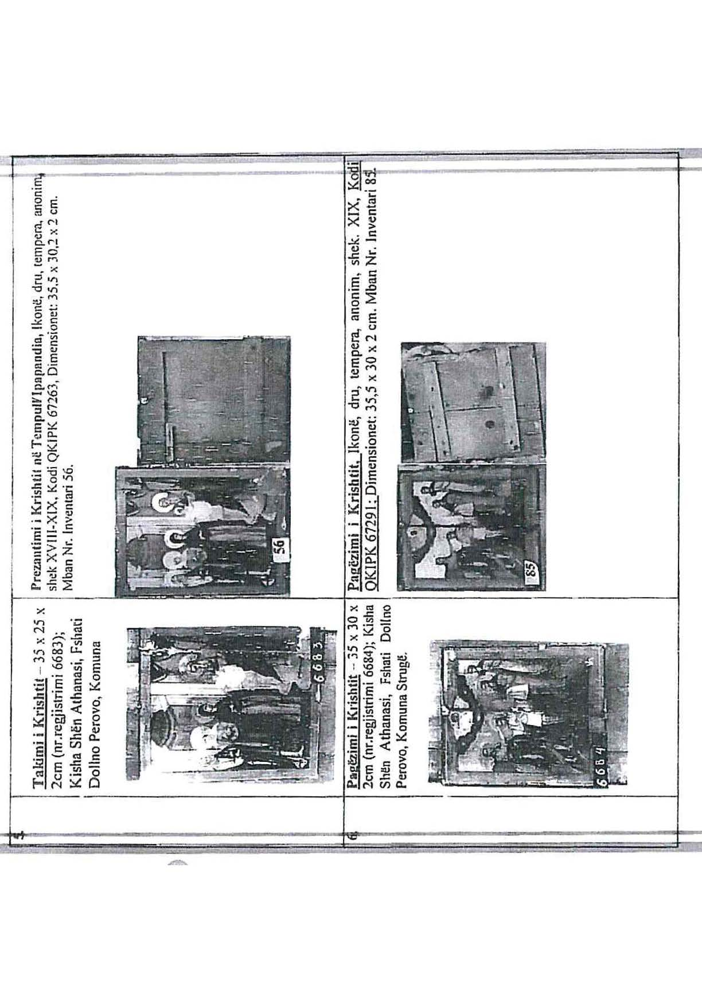 5.
Takimi i Krishtit – 35 x 25 x
2cm (nr.regjistrimi 6683);
Kisha Shën Athanasi, Fshati
Dollno Perovo, Komuna
6683
Prezantimi i Krishtit në Tempull/Ipapandia, Ikonë, dru, tempera, anonim,
shek XVIII-XIX, Kodi QKIPK 67263, Dimensionet: 35.5 x 30,2 x 2 cm.
Mban Nr. Inventari 56.
56
6.
Pagëzimi i Krishtit – 35 x 30 x
2cm (nr.regjistrimi 6684); Kisha
Shën Athanasi, Fshati Dollno
Perovo, Komuna Strugë.
6684
Pagëzimi i Krishtit, Ikonë, dru, tempera, anonim, shek. XIX, Kodi
QKIPK 67291; Dimensionet: 35,5 x 30 x 2 cm. Mban Nr. Inventari 85.
85